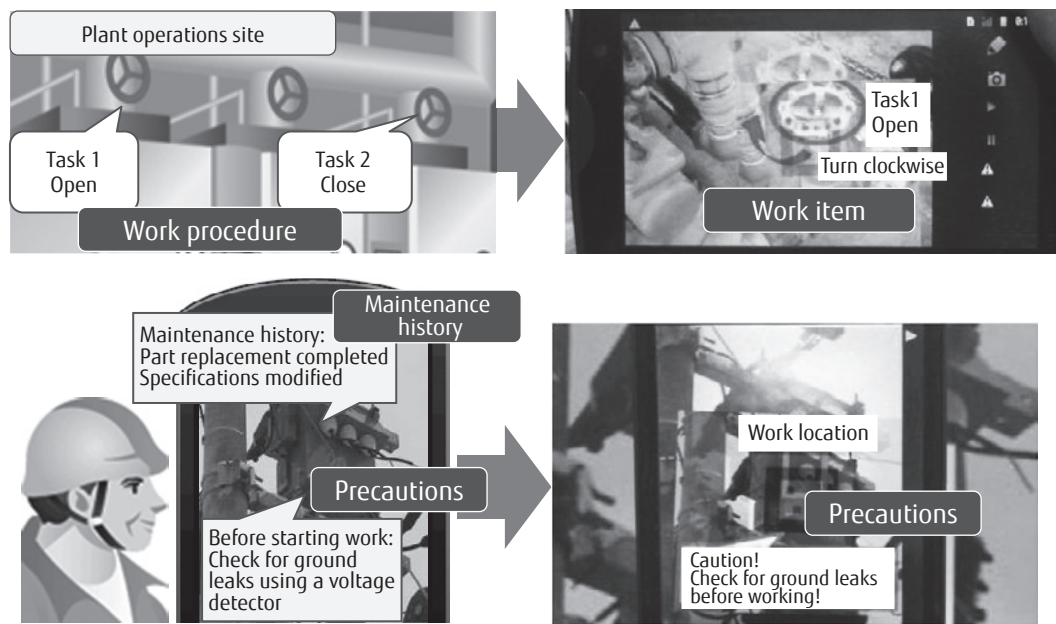 Plant operations site
Task 1
Open
Task 2
Close
Work procedure
0:1
Task1
Open
Turn clockwise
Work item
Maintenance
history
Maintenance history:
Part replacement completed
Specifications modified
Precautions
Before starting work:
Check for ground
leaks using a voltage
detector
Work location
Precautions
Caution!
Check for ground leaks
before working!